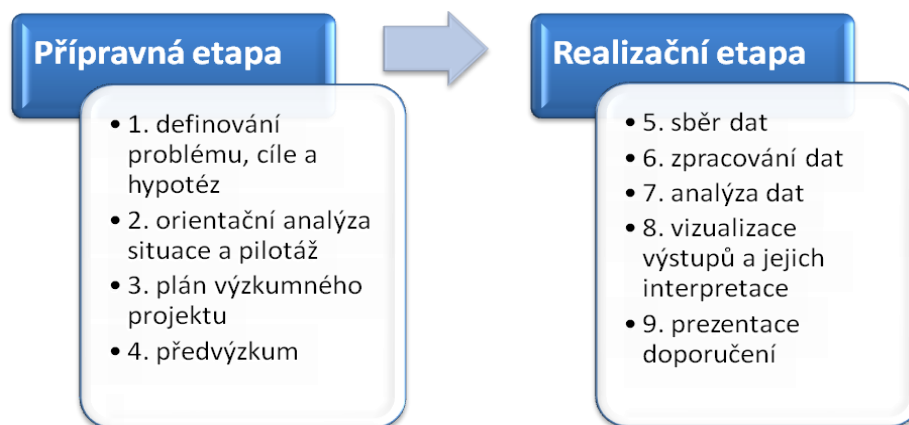 Přípravná etapa
• 1. definování
problému, cíle a
hypotéz
• 2. orientační analýza
situace a pilotáž
• 3. plán výzkumného
projektu
• 4. předvýzkum
Realizační etapa
• 5. sběr dat
• 6. zpracování dat
• 7. analýza dat
• 8. vizualizace
výstupů a jejich
interpretace
• 9. prezentace
doporučení